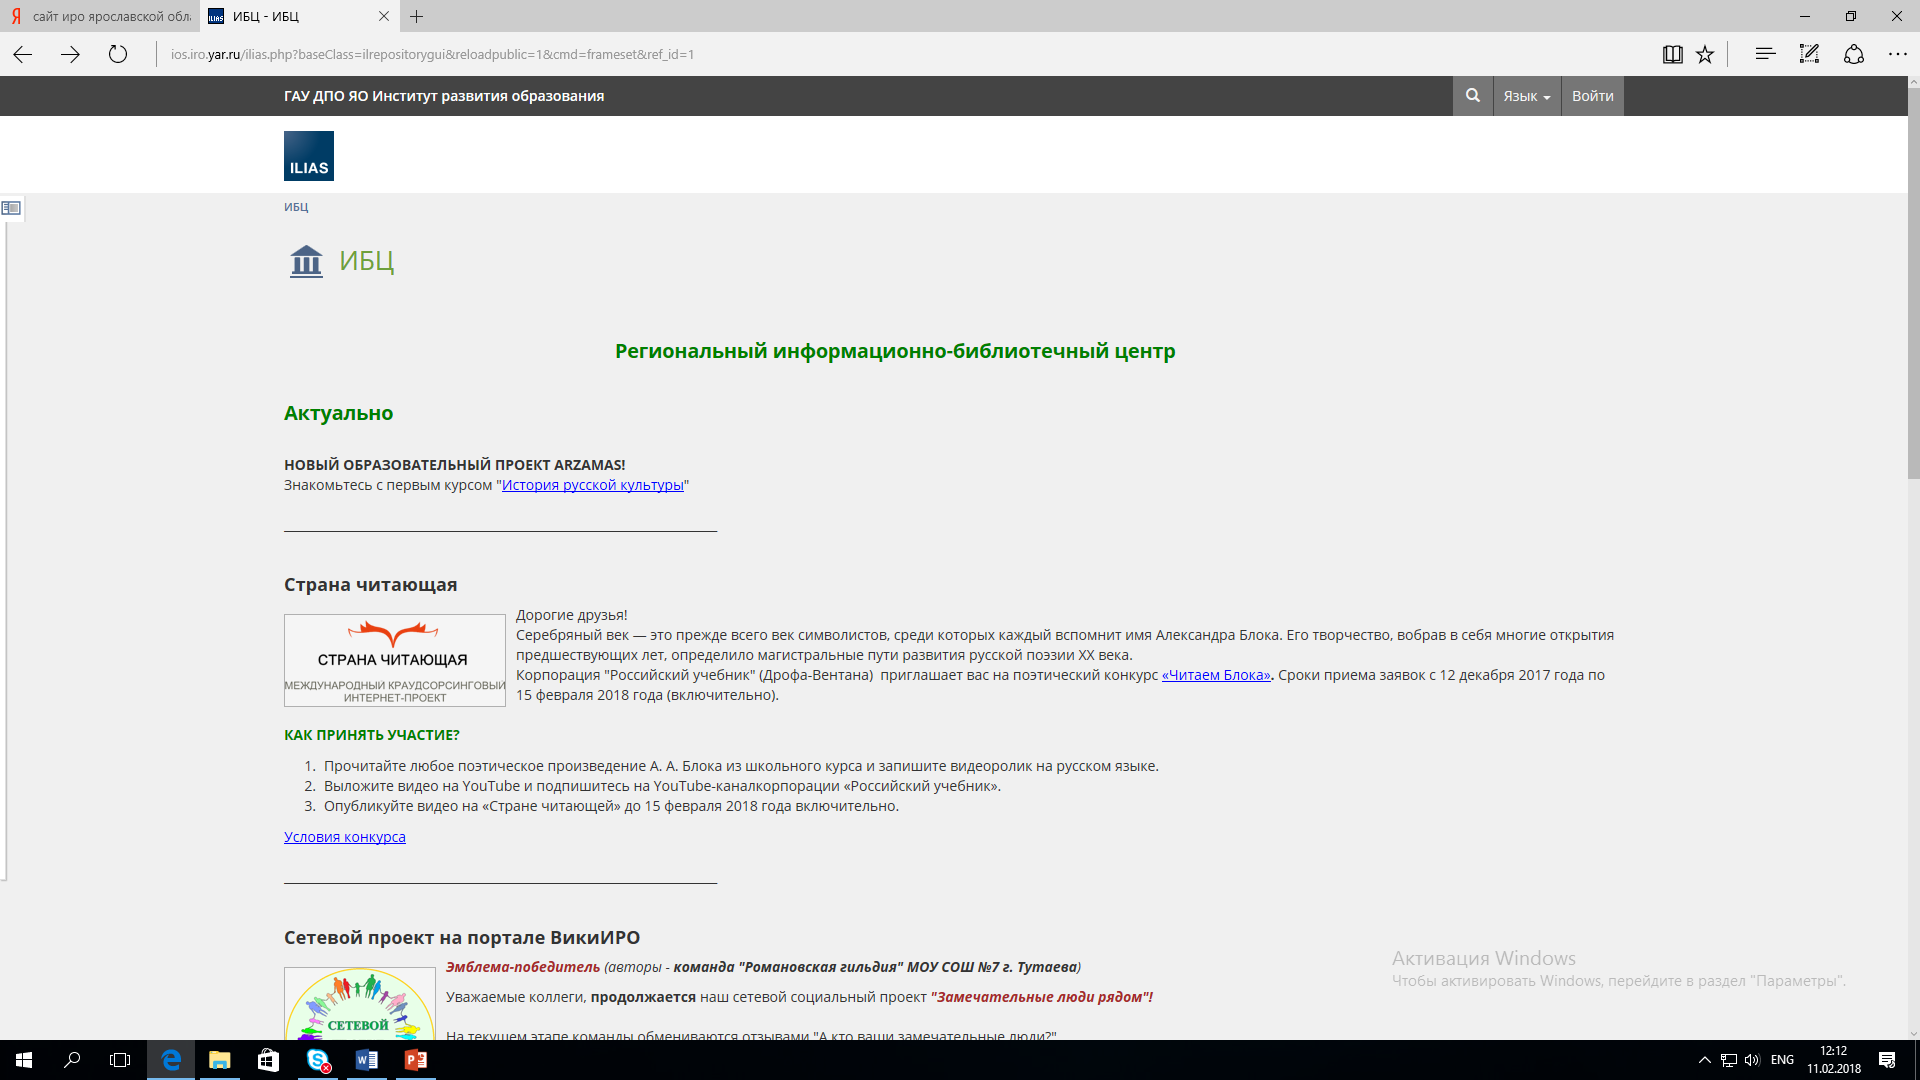 сайт иро ярославской обл
ИБЦ - ИБЦ
ios.iro.yar.ru/ilias.php?baseClass=ilrepositorygui&reloadpublic=1&cmd=frameset&ref_id=1
ГАУ ДПО ЯО Институт развития образования
Язык
Войти
ILIAS
ИБЦ
ИБЦ
Региональный информационно-библиотечный центр
Актуально
НОВЫЙ ОБРАЗОВАТЕЛЬНЫЙ ПРОЕКТ ARZAMAS!
Знакомьтесь с первым курсом "История русской культуры"
Страна читающая
СТРАНА ЧИТАЮЩАЯ
МЕЖДУНАРОДНЫЙ КРАУДСОРСИНГОВЫЙ
ИНТЕРНЕТ-ПРОЕКТ
Дорогие друзья!
Серебряный век — это прежде всего век символистов, среди которых каждый вспомнит имя Александра Блока. Его творчество, вобрав в себя многие открытия
предшествующих лет, определило магистральные пути развития русской поэзии XX века.
Корпорация "Российский учебник" (Дрофа-Вентана) приглашает вас на поэтический конкурс «Читаем Блока». Сроки приема заявок с 12 декабря 2017 года по
15 февраля 2018 года (включительно).
КАК ПРИНЯТЬ УЧАСТИЕ?
1. Прочитайте любое поэтическое произведение А. А. Блока из школьного курса и запишите видеоролик на русском языке.
2. Выложите видео на YouTube и подпишитесь на YouTube-каналкорпорации «Российский учебник».
3. Опубликуйте видео на «Стране читающей» до 15 февраля 2018 года включительно.
Условия конкурса
Сетевой проект на портале ВикиИРО
СЕТЕВОЙ
Эмблема-победитель (авторы - команда "Романовская гильдия" МОУ СОШ №7 г. Тутаева)
Уважаемые коллеги, продолжается наш сетевой социальный проект "Замечательные люди рядом"!
На текущем этапе команды обмениваются отзывами "А кто ваши замечательные люди?"
Активация Windows
Чтобы активировать Windows, перейдите в раздел "Параметры".
ENG
12:12
11.02.2018